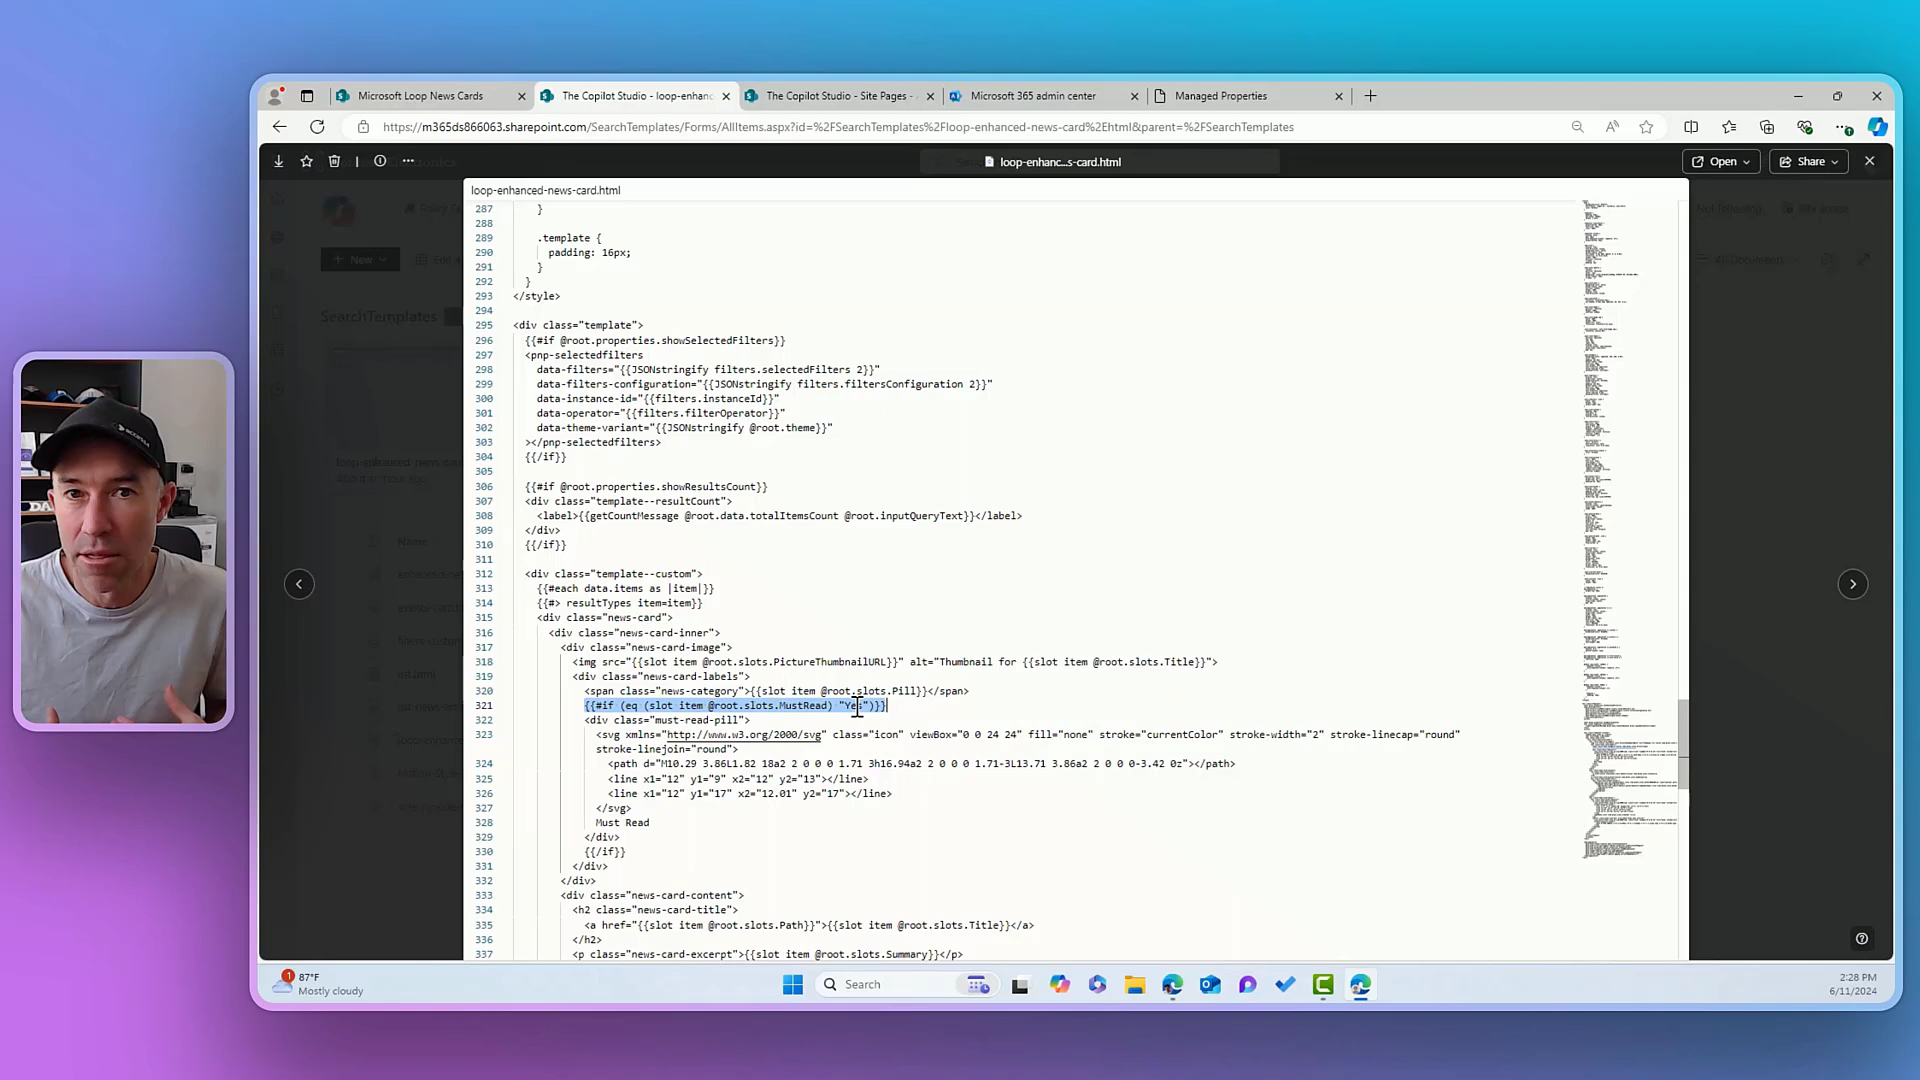 Microsoft Loop News Cards
The Copilot Studio - loop-enhanc
The Copilot Studio - Site Pages -
Microsoft 365 admin center
Managed Properties
https://m365ds866063.sharepoint.com/SearchTemplates/Forms/AllItems.aspx?id=%2FSearchTemplates%2Floop-enhanced-news-card%2Ehtml&parent=%2FSearchTemplates
loop-enhanc...s-card.html
Open
Share
loop-enhanced-news-card.html
New
SearchTemplates
Name
287 }
288
289 .template {
290 padding: 16px;
291 }
292 }
293 </style>
294
295 <div class="template">
296 {{#if @root.properties.showSelectedFilters}}
297 <pnp-selectedfilters
298 data-filters="{{JSONstringify filters.selectedFilters 2}}"
299 data-filters-configuration="{{JSONstringify filters.filtersConfiguration 2}}"
300 data-instance-id="{{filters.instanceId}}"
301 data-operator="{{filters.filterOperator}}"
302 data-theme-variant="{{JSONstringify @root.theme}}"
303 ></pnp-selectedfilters>
304 {{/if}}
305
306 {{#if @root.properties.showResultsCount}}
307 <div class="template--resultCount">
308 <label>{{getCountMessage @root.data.totalItemsCount @root.inputQueryText}}</label>
309 </div>
310 {{/if}}
311
312 <div class="template--custom">
313 {{#each data.items as |item|}}
314 {{#> resultTypes item=item}}
315 <div class="news-card">
316 <div class="news-card-inner">
317 <div class="news-card-image">
318 <img src="{{slot item @root.slots.PictureThumbnailURL}}" alt="Thumbnail for {{slot item @root.slots.Title}}">
319 <div class="news-card-labels">
320 <span class="news-category">{{slot item @root.slots.Pill}}</span>
321 {{#if (eq (slot item @root.slots.MustRead) "Yes")}}
322 <div class="must-read-pill">
323 <svg xmlns="http://www.w3.org/2000/svg" class="icon" viewBox="0 0 24 24" fill="none" stroke="currentColor" stroke-width="2" stroke-linecap="round"
stroke-linejoin="round">
324 <path d="M10.29 3.86L1.82 18a2 2 0 0 0 1.71 3h16.94a2 2 0 0 0 1.71-3L13.71 3.86a2 2 0 0 0-3.42 0z"></path>
325 <line x1="12" y1="9" x2="12" y2="13"></line>
326 <line x1="12" y1="17" x2="12.01" y2="17"></line>
327 </svg>
328 Must Read
329 </div>
330 {{/if}}
331 </div>
332 </div>
333 <div class="news-card-content">
334 <h2 class="news-card-title">
335 <a href="{{slot item @root.slots.Path}}">{{slot item @root.slots.Title}}</a>
336 </h2>
337 <p class="news-card-excerpt">{{slot item @root.slots.Summary}}</p>
1
87°F
Mostly cloudy
Search
2:28 PM
6/11/2024